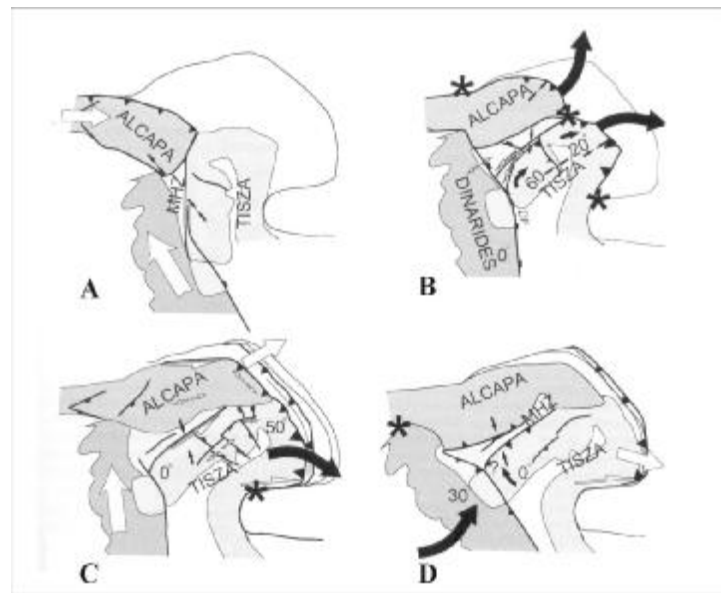 ALCAPA
MHZ
TISZA
A
ALCAPA
20°
60
TISZA
DINARIDES
0
B
ALCAPA
50°
0°
TISZA
C
ALCAPA
MHZ
TISZA
0°
30°
D